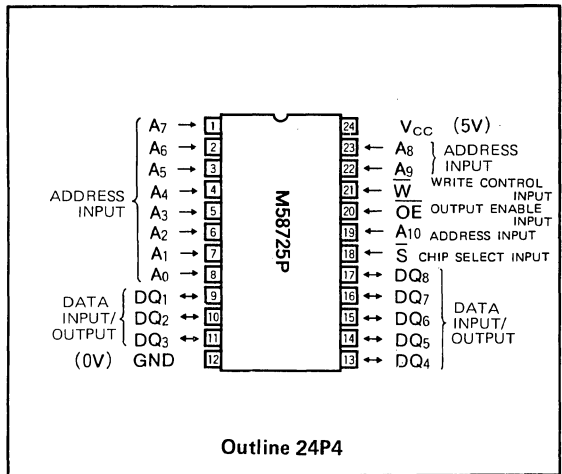 A7 → 1
A6 → 2
A5 → 3
A4 → 4
ADDRESS
INPUT
A3 → 5
A2 → 6
A1 → 7
A0 → 8
DATA
INPUT/
OUTPUT
DQ1 ↔ 9
DQ2 ↔ 10
DQ3 ↔ 11
(0V) GND 12
M58725P
24 VCC (5V)
23 ← A8
22 ← A9
ADDRESS
INPUT
21 ← W̅ WRITE CONTROL
INPUT
20 ← O̅E̅ OUTPUT ENABLE
INPUT
19 ← A10 ADDRESS INPUT
18 ← S̅ CHIP SELECT INPUT
17 ↔ DQ8
16 ↔ DQ7
15 ↔ DQ6
14 ↔ DQ5
13 ↔ DQ4
DATA
INPUT/
OUTPUT
Outline 24P4